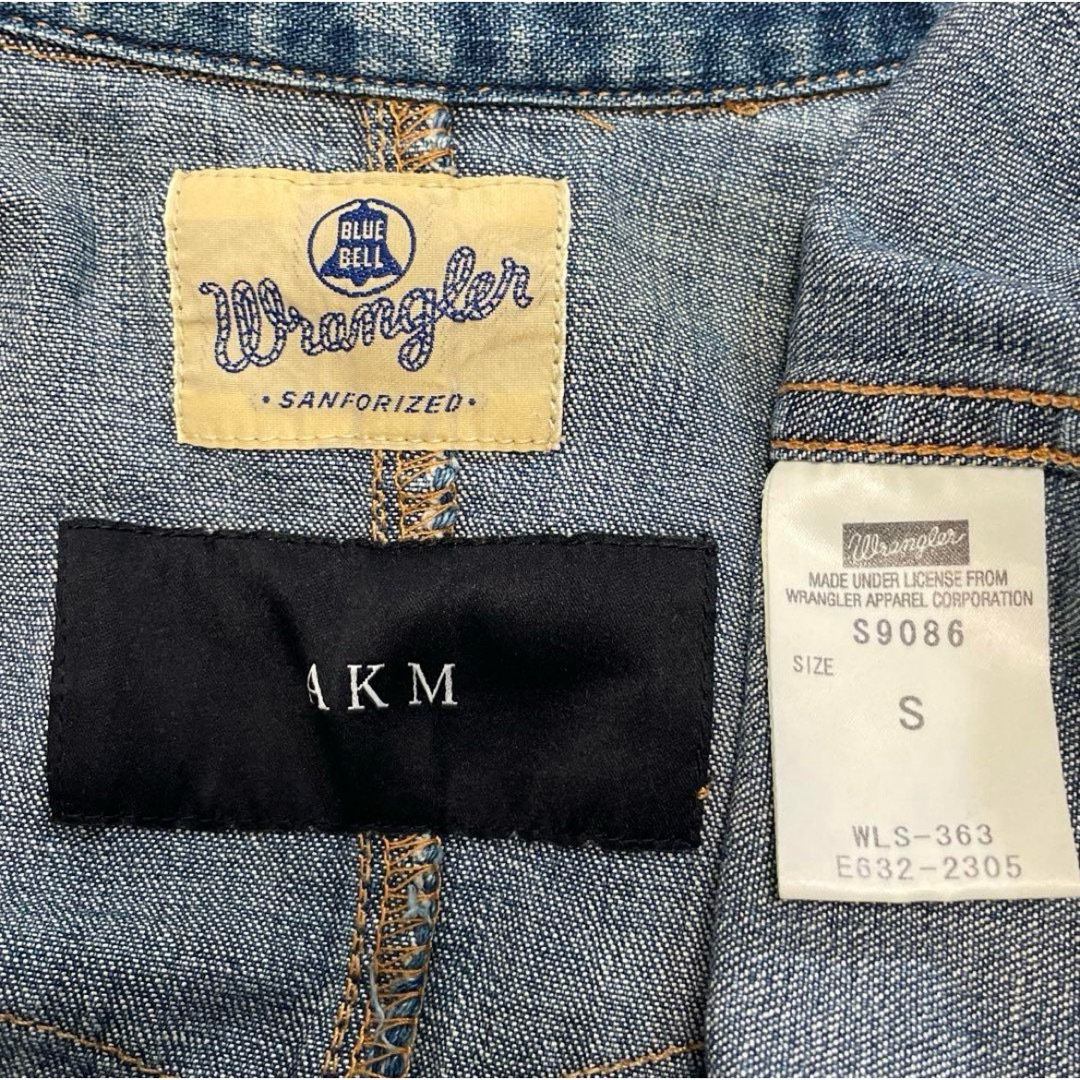 BLUE
BELL
Wrangler
• SANFORIZED •
AKM
Wrangler
MADE UNDER LICENSE FROM
WRANGLER APPAREL CORPORATION
S9086
SIZE
S
WLS-363
E632-2305